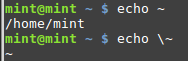 mint@mint ~ $ echo ~
/home/mint
mint@mint ~ $ echo \~
~